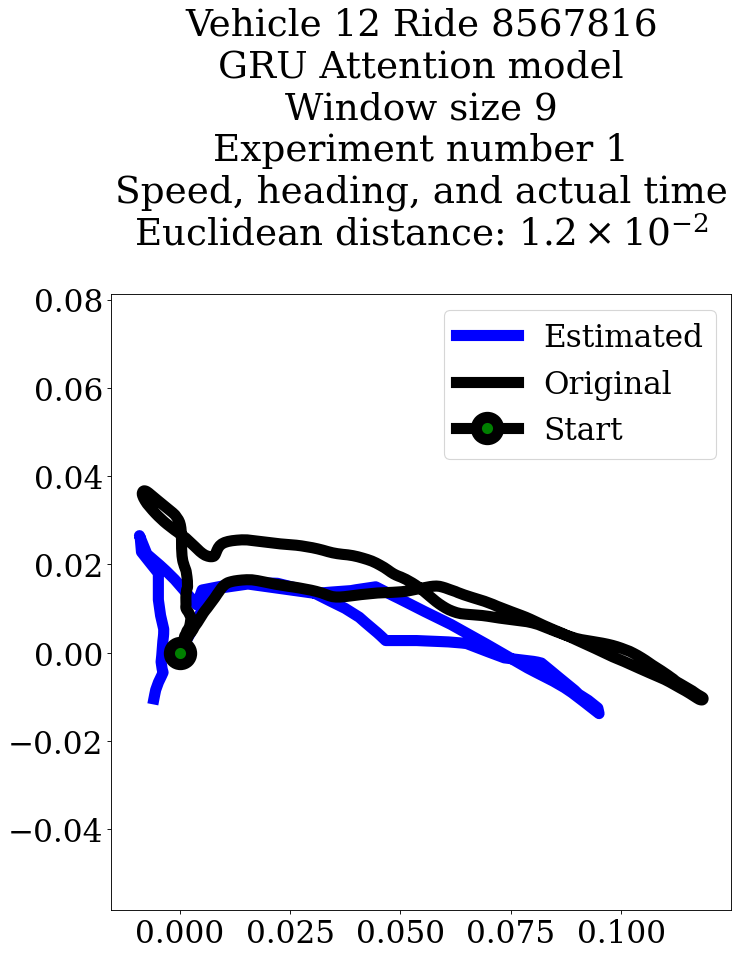 Vehicle 12 Ride 8567816
GRU Attention model
Window size 9
Experiment number 1
Speed, heading, and actual time
Euclidean distance: 1.2 × 10⁻²
0.08
0.06
0.04
0.02
0.00
−0.02
−0.04
Estimated
Original
Start
0.000 0.025 0.050 0.075 0.100